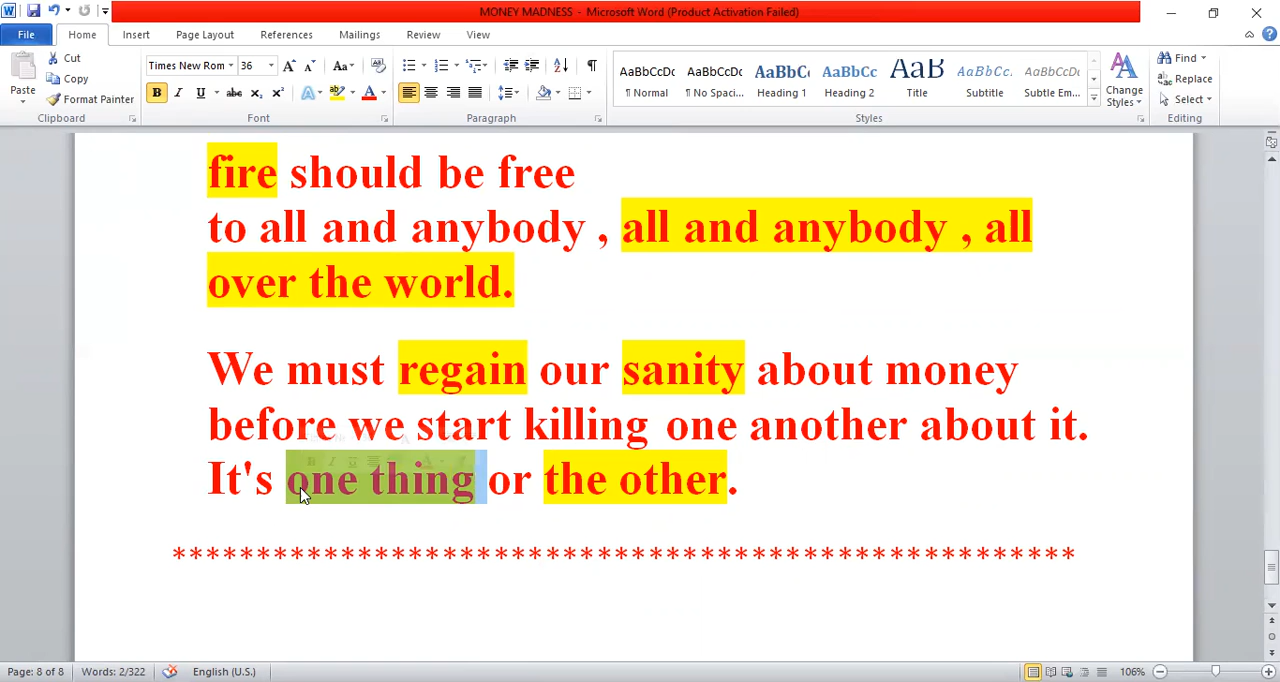 MONEY MADNESS - Microsoft Word (Product Activation Failed)
File Home Insert Page Layout References Mailings Review View
Cut
Copy
Format Painter
Paste
Clipboard
Times New Rom 36
Font
Paragraph
AaBbCcDc AaBbCcDc AaBbC AaBbCc AaB AaBbCc. AaBbCcDc
¶ Normal ¶ No Spaci... Heading 1 Heading 2 Title Subtitle Subtle Em...
Change
Styles
Styles
Find
Replace
Select
Editing
fire should be free
to all and anybody , all and anybody , all
over the world.
We must regain our sanity about money
before we start killing one another about it.
It's one thing or the other.
*****************************************************
Page: 8 of 8 Words: 2/322 English (U.S.) 106%